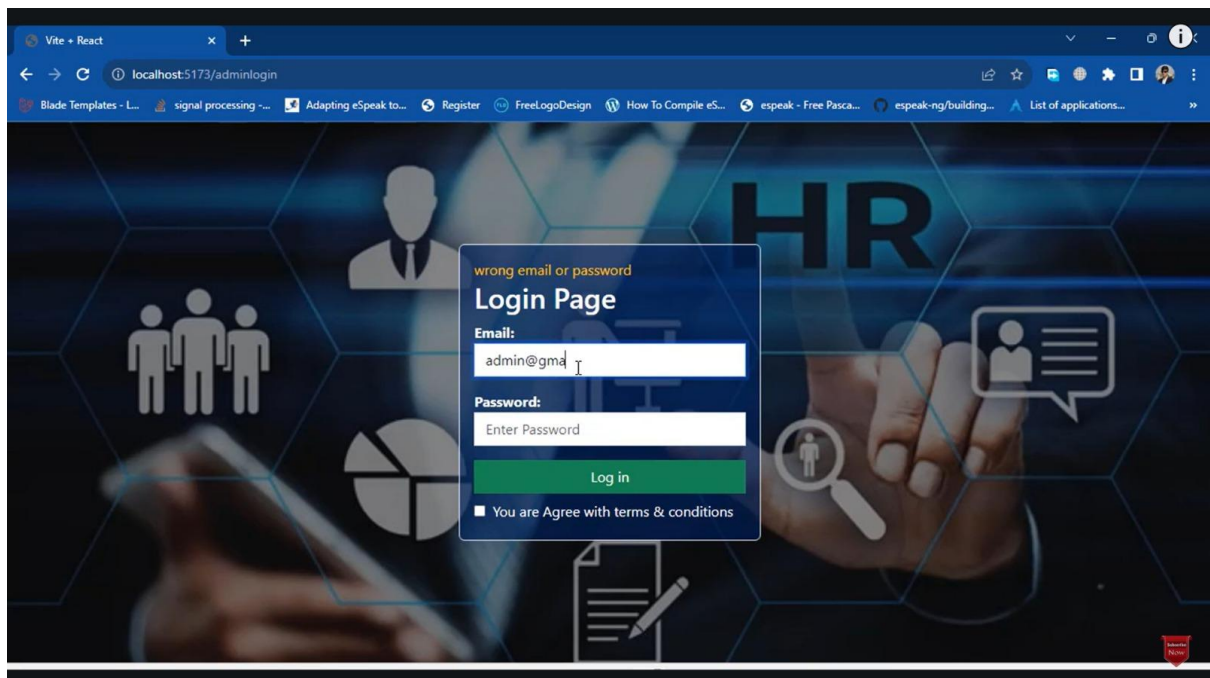 Vite + React
localhost:5173/adminlogin
Blade Templates - L... signal processing -... Adapting eSpeak to... Register FreeLogoDesign How To Compile eS... espeak - Free Pasca... espeak-ng/building... List of applications... »
HR
wrong email or password
Login Page
Email:
admin@gma
Password:
Enter Password
Log in
You are Agree with terms & conditions
Subscribe
Now